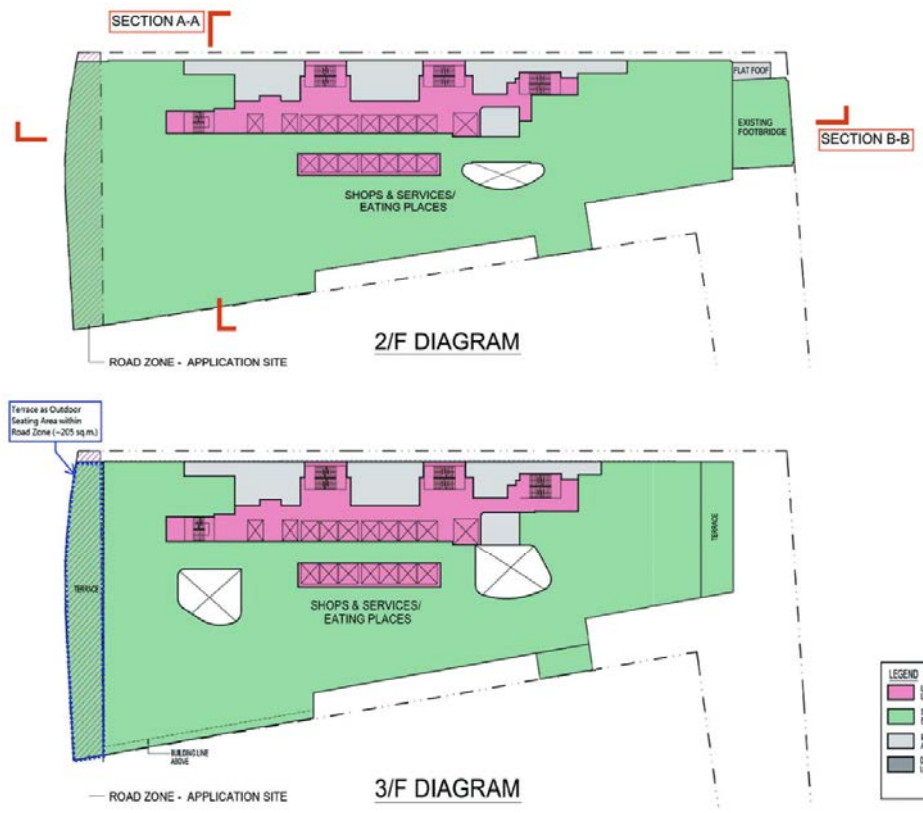 SECTION A-A
FLAT FOOF
EXISTING
FOOTBRIDGE
SECTION B-B
SHOPS & SERVICES/
EATING PLACES
2/F DIAGRAM
ROAD ZONE - APPLICATION SITE
Terrace as Outdoor
Seating Area within
Road Zone (~205 sq.m.)
TERRACE
TERRACE
SHOPS & SERVICES/
EATING PLACES
BUILDING LINE
ABOVE
LEGEND
3/F DIAGRAM
ROAD ZONE - APPLICATION SITE